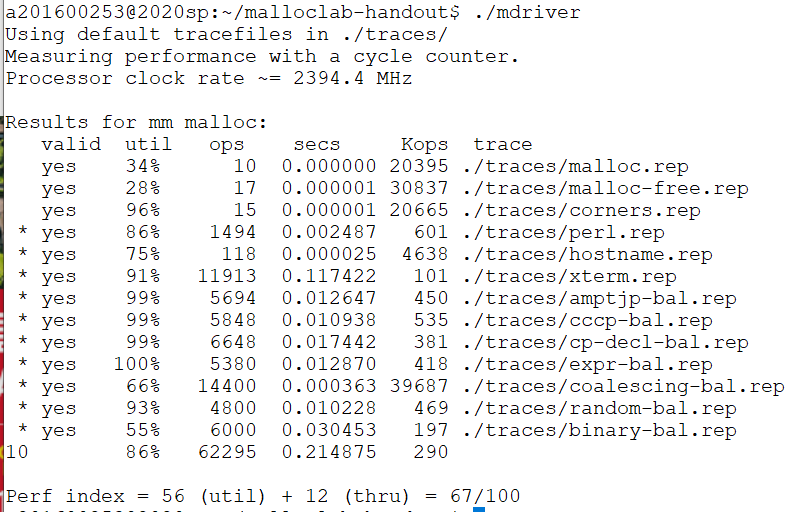 a201600253@2020sp:~/malloclab-handout$ ./mdriver
Using default tracefiles in ./traces/
Measuring performance with a cycle counter.
Processor clock rate ~= 2394.4 MHz
Results for mm malloc:
valid util ops secs Kops trace
yes 34% 10 0.000000 20395 ./traces/malloc.rep
yes 28% 17 0.000001 30837 ./traces/malloc-free.rep
yes 96% 15 0.000001 20665 ./traces/corners.rep
* yes 86% 1494 0.002487 601 ./traces/perl.rep
* yes 75% 118 0.000025 4638 ./traces/hostname.rep
* yes 91% 11913 0.117422 101 ./traces/xterm.rep
* yes 99% 5694 0.012647 450 ./traces/amptjp-bal.rep
* yes 99% 5848 0.010938 535 ./traces/cccp-bal.rep
* yes 99% 6648 0.017442 381 ./traces/cp-decl-bal.rep
* yes 100% 5380 0.012870 418 ./traces/expr-bal.rep
* yes 66% 14400 0.000363 39687 ./traces/coalescing-bal.rep
* yes 93% 4800 0.010228 469 ./traces/random-bal.rep
* yes 55% 6000 0.030453 197 ./traces/binary-bal.rep
10 86% 62295 0.214875 290
Perf index = 56 (util) + 12 (thru) = 67/100